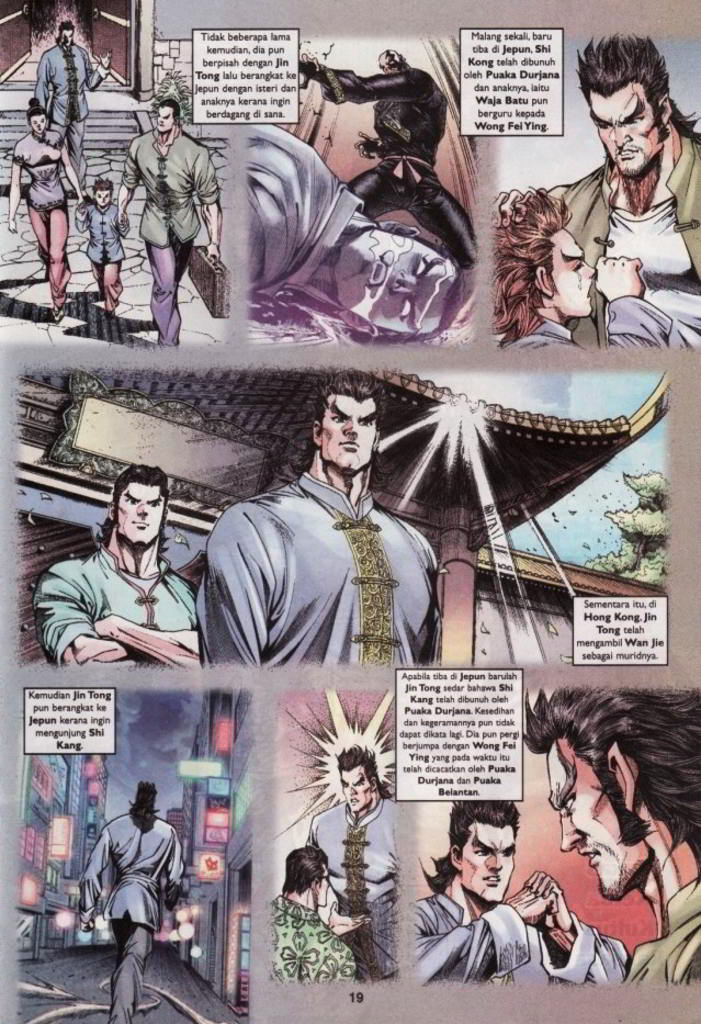 Tidak beberapa lama
kemudian, dia pun
berpisah dengan Jin
Tong lalu berangkat ke
Jepun dengan isteri dan
anaknya kerana ingin
berdagang di sana.
Malang sekali, baru
tiba di Jepun, Shi
Kong telah dibunuh
oleh Puaka Durjana
dan anaknya, iaitu
Waja Batu pun
berguru kepada
Wong Fei Ying.
Sementara itu, di
Hong Kong, Jin
Tong telah
mengambil Wan Jie
sebagai muridnya.
Kemudian Jin Tong
pun berangkat ke
Jepun kerana ingin
mengunjung Shi
Kang.
Apabila tiba di Jepun barulah
Jin Tong sedar bahawa Shi
Kang telah dibunuh oleh
Puaka Durjana. Kesedihan
dan kegeramannya pun tidak
dapat dikata lagi. Dia pun pergi
berjumpa dengan Wong Fei
Ying yang pada waktu itu
telah dicacatkan oleh Puaka
Durjana dan Puaka
Belantan.
19